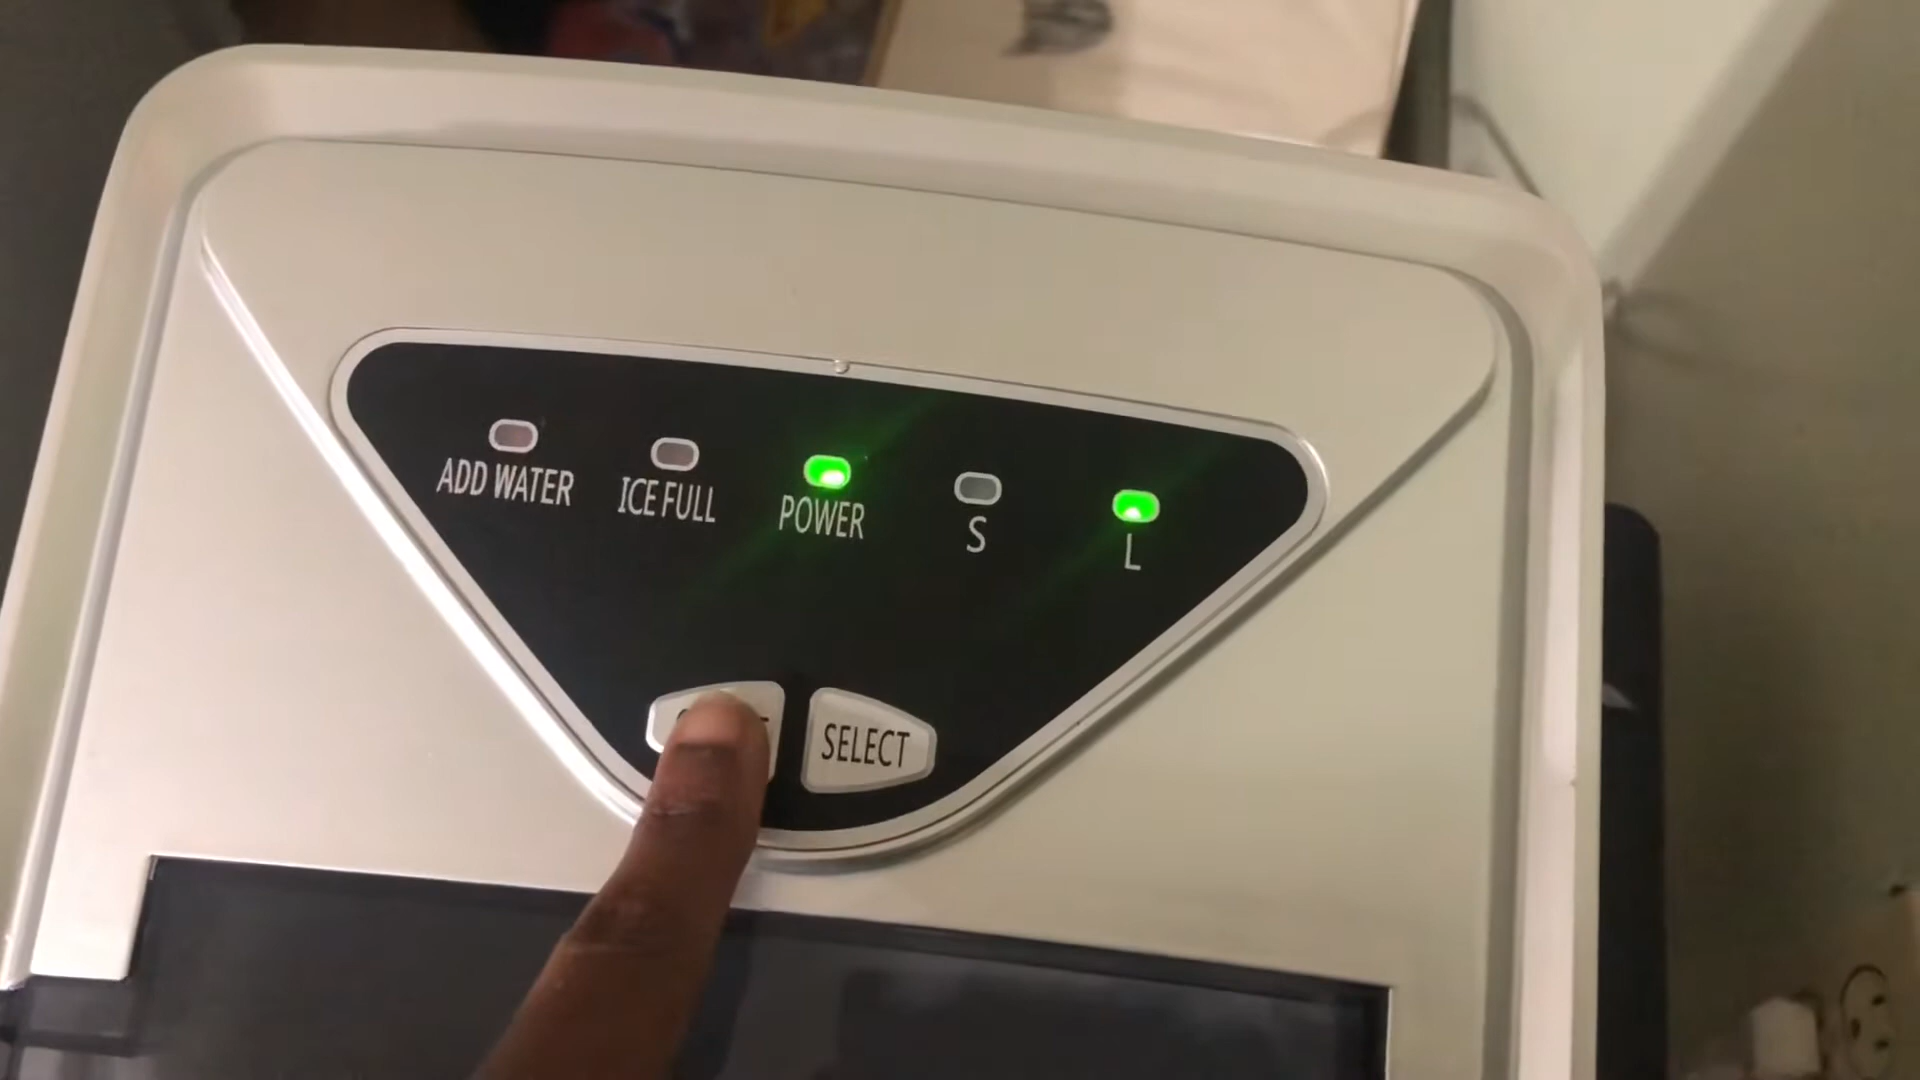 ADD WATER
ICE FULL
POWER
S
L
SELECT